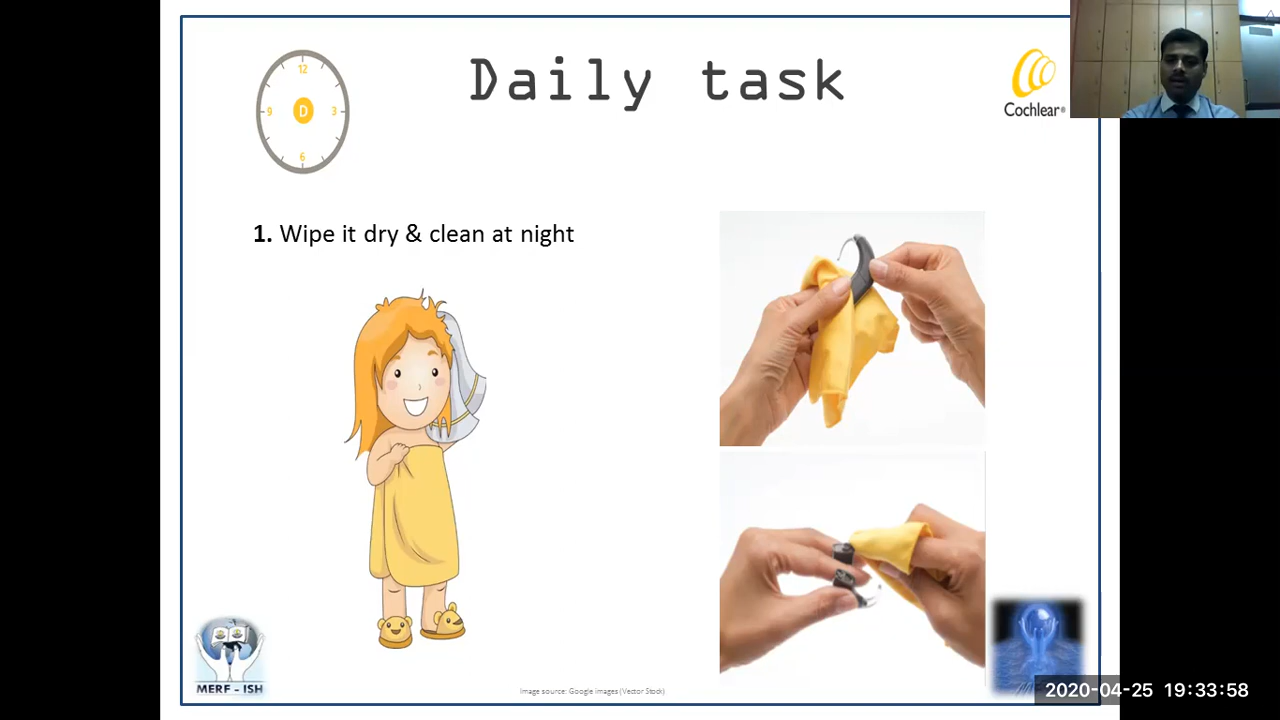 12
9
D
3
6
Daily task
Cochlear®
1. Wipe it dry & clean at night
MERF - ISH
Image source: Google images (Vector Stock)
2020-04-25 19:33:58